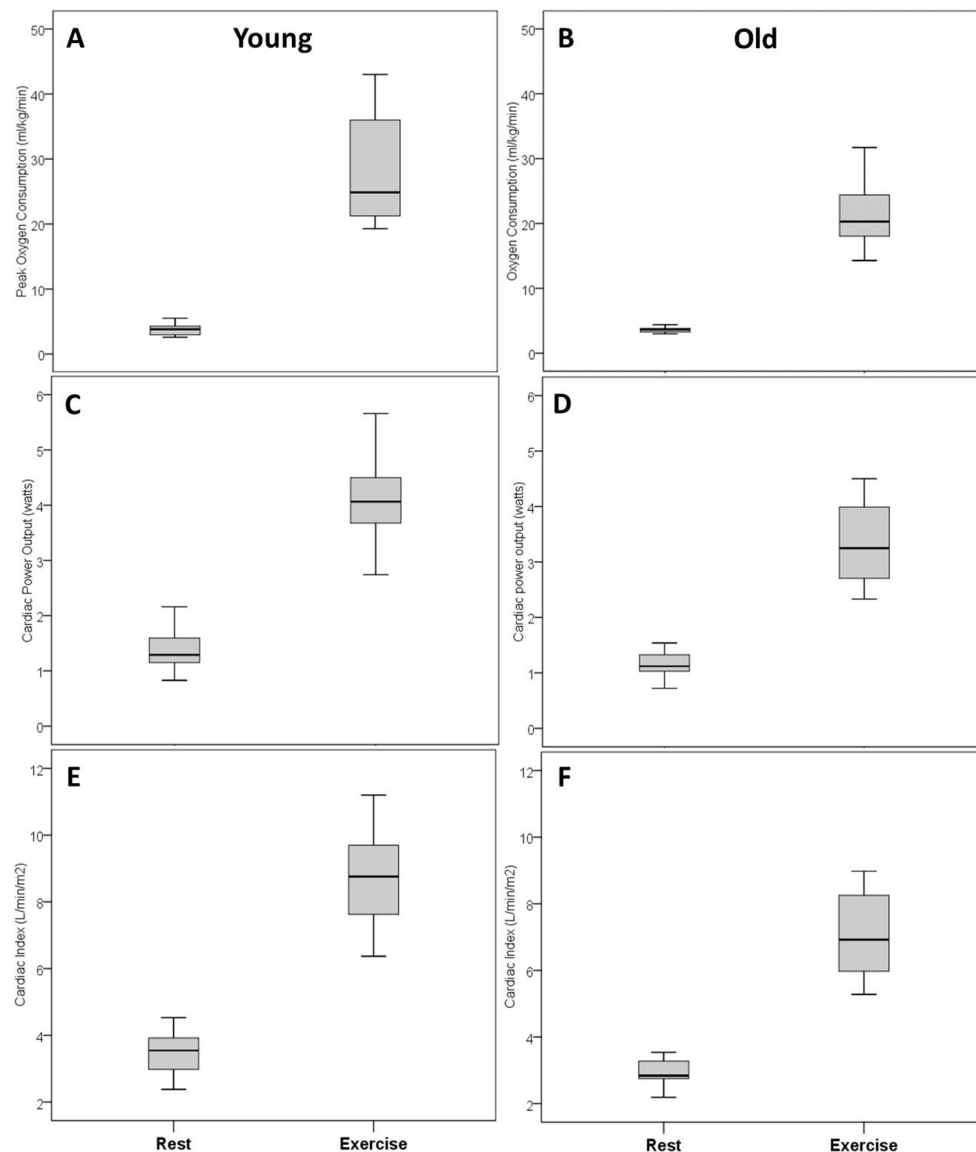 A Young
50
40
30
20
10
0
Peak Oxygen Consumption (ml/kg/min)
B Old
50
40
30
20
10
0
Oxygen Consumption (ml/kg/min)
C
6
5
4
3
2
1
0
Cardiac Power Output (watts)
D
6
5
4
3
2
1
0
Cardiac power output (watts)
E
12
10
8
6
4
2
Cardiac Index (L/min/m2)
Rest Exercise
F
12
10
8
6
4
2
Cardiac Index (L/min/m2)
Rest Exercise